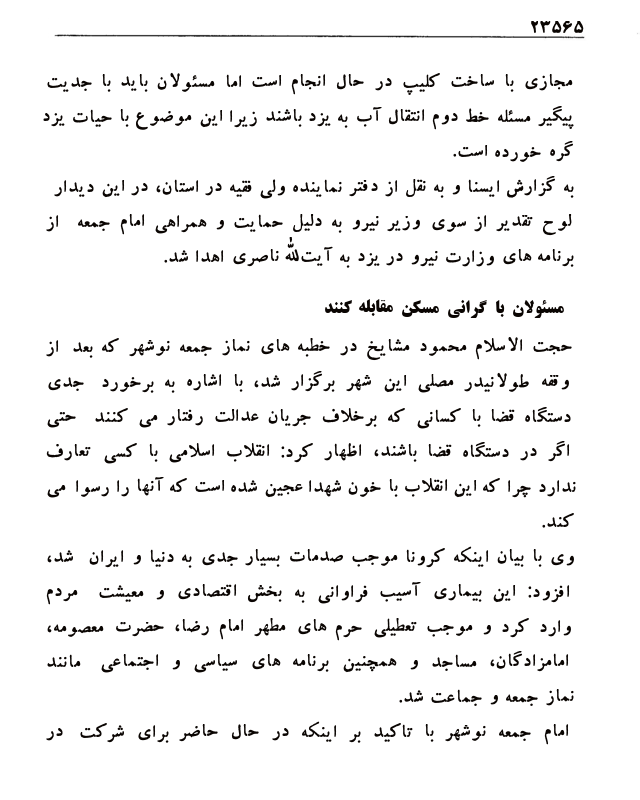 ۲۳۵۶۵
مجازی با ساخت کلیپ در حال انجام است اما مسئولان باید با جدیت
پیگیر مسئله خط دوم انتقال آب به یزد باشند زیرا این موضوع با حیات یزد
گره خورده است.
به گزارش ایسنا و به نقل از دفتر نماینده ولی فقیه در استان، در این دیدار
لوح تقدیر از سوی وزیر نیرو به دلیل حمایت و همراهی امام جمعه از
برنامه های وزارت نیرو در یزد به آیت‌الله ناصری اهدا شد.
مسئولان با گرانی مسکن مقابله کنند
حجت الاسلام محمود مشایخ در خطبه های نماز جمعه نوشهر که بعد از
وقفه طولانیدر مصلی این شهر برگزار شد، با اشاره به برخورد جدی
دستگاه قضا با کسانی که برخلاف جریان عدالت رفتار می کنند حتی
اگر در دستگاه قضا باشند، اظهار کرد: انقلاب اسلامی با کسی تعارف
ندارد چرا که این انقلاب با خون شهدا عجین شده است که آنها را رسوا می
کند.
وی با بیان اینکه کرونا موجب صدمات بسیار جدی به دنیا و ایران شد،
افزود: این بیماری آسیب فراوانی به بخش اقتصادی و معیشت مردم
وارد کرد و موجب تعطیلی حرم های مطهر امام رضا، حضرت معصومه،
امامزادگان، مساجد و همچنین برنامه های سیاسی و اجتماعی مانند
نماز جمعه و جماعت شد.
امام جمعه نوشهر با تاکید بر اینکه در حال حاضر برای شرکت در